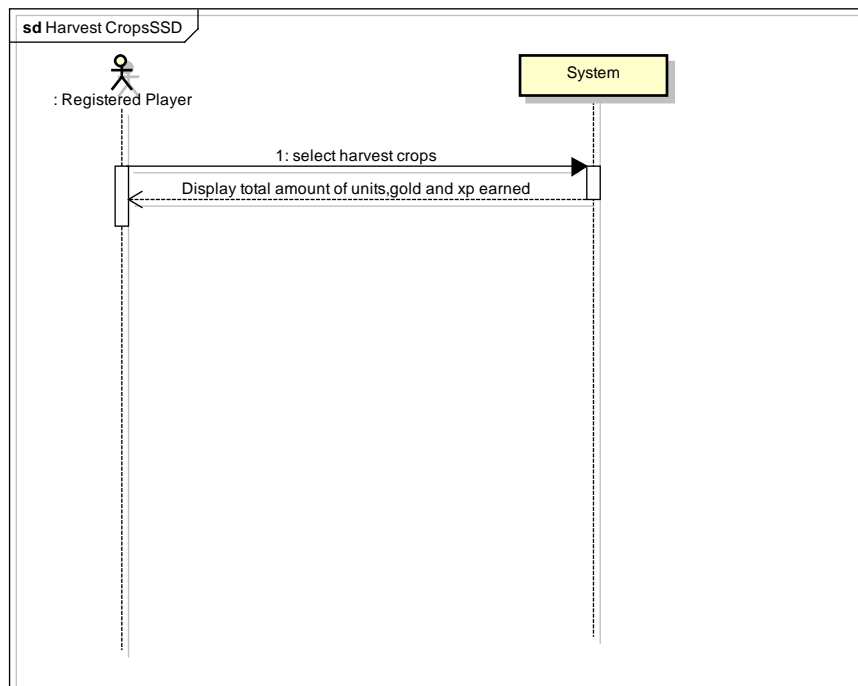 sd Harvest CropsSSD
: Registered Player
System
1: select harvest crops
Display total amount of units,gold and xp earned